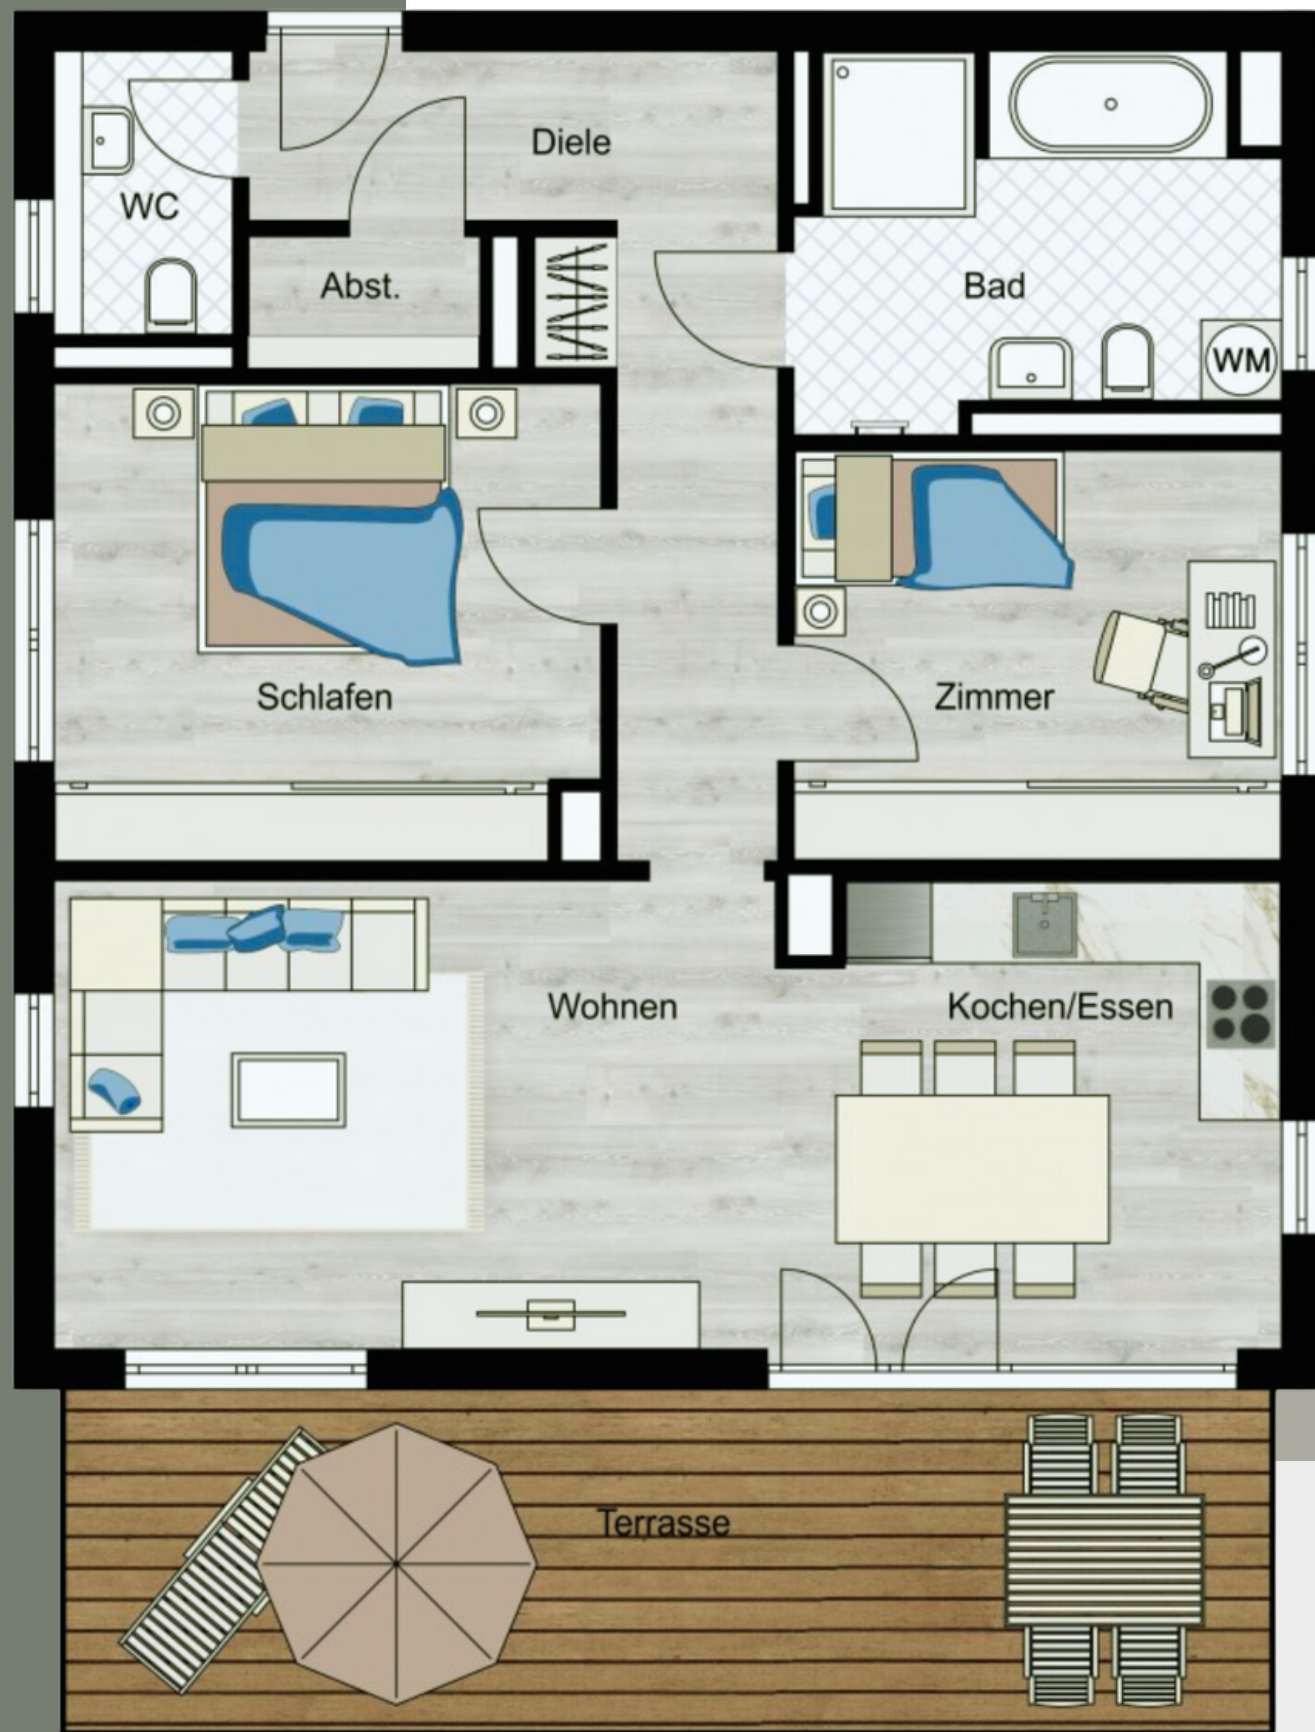 Diele
WC
Abst.
Bad
WM
Schlafen
Zimmer
Wohnen
Kochen/Essen
Terrasse